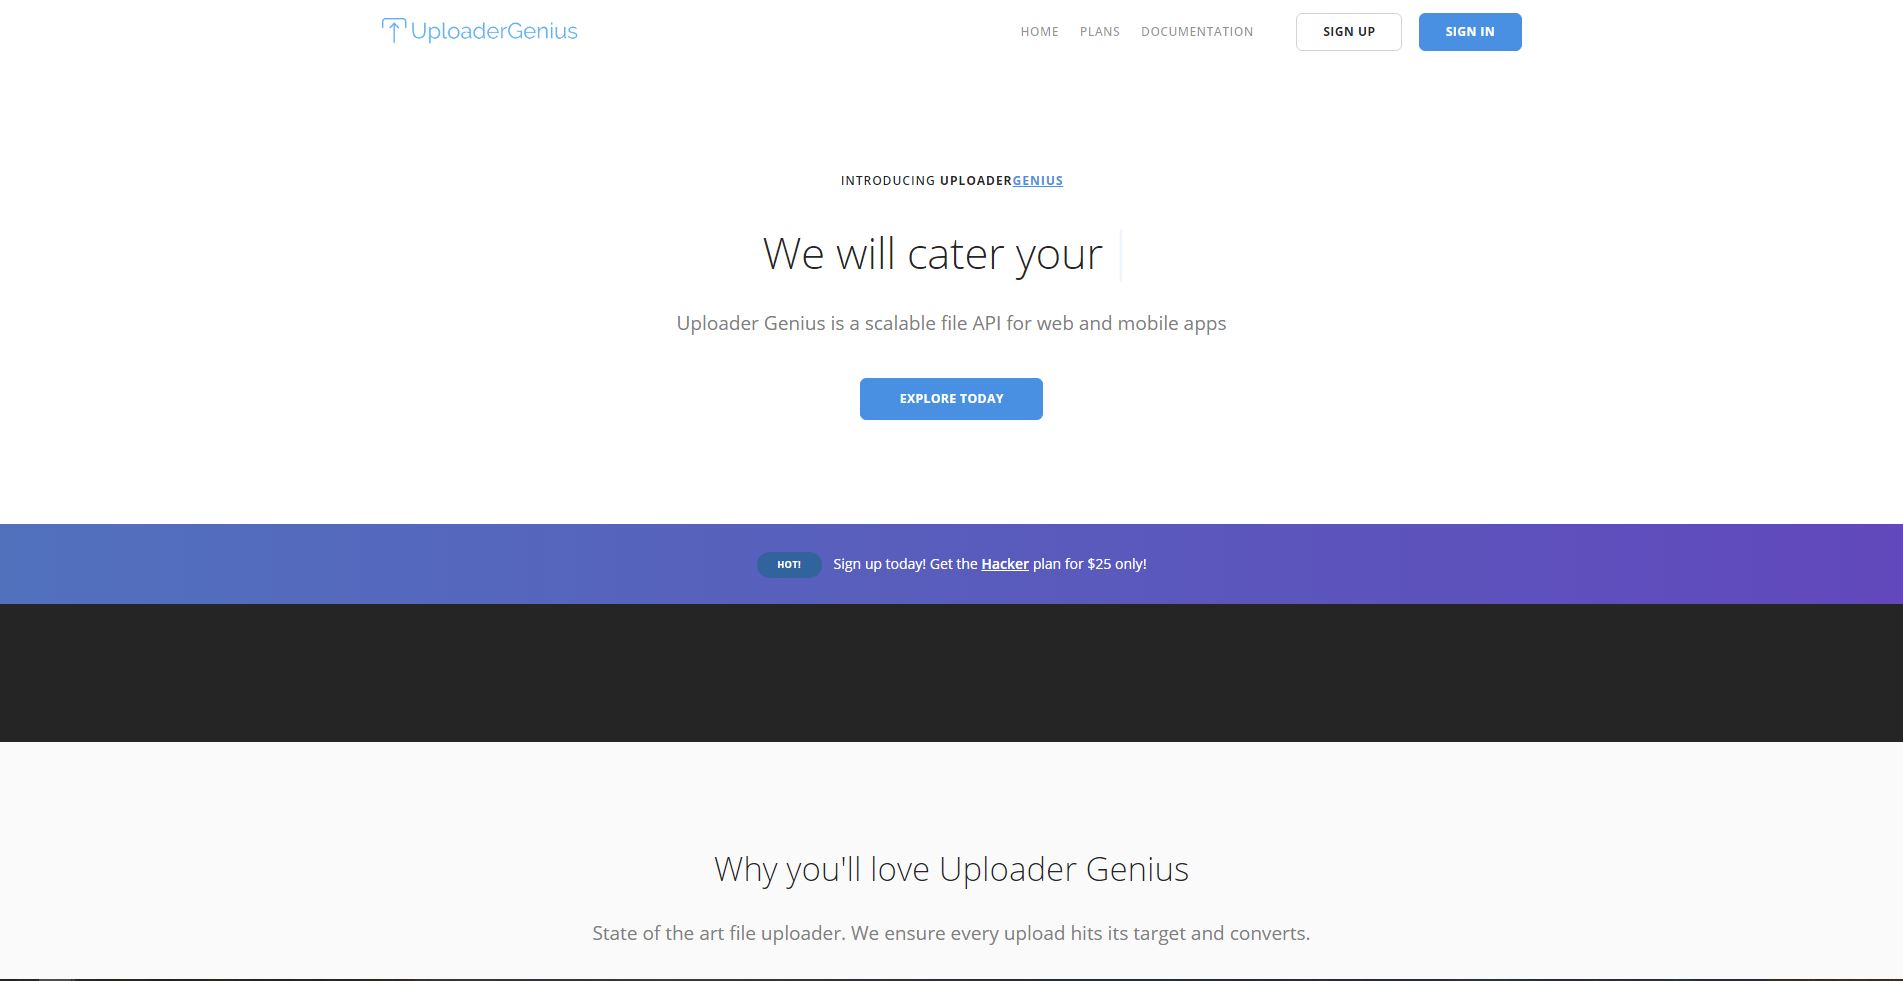 UploaderGenius
HOME PLANS DOCUMENTATION SIGN UP SIGN IN
INTRODUCING UPLOADERGENIUS
We will cater your
Uploader Genius is a scalable file API for web and mobile apps
EXPLORE TODAY
HOT! Sign up today! Get the Hacker plan for $25 only!
Why you'll love Uploader Genius
State of the art file uploader. We ensure every upload hits its target and converts.